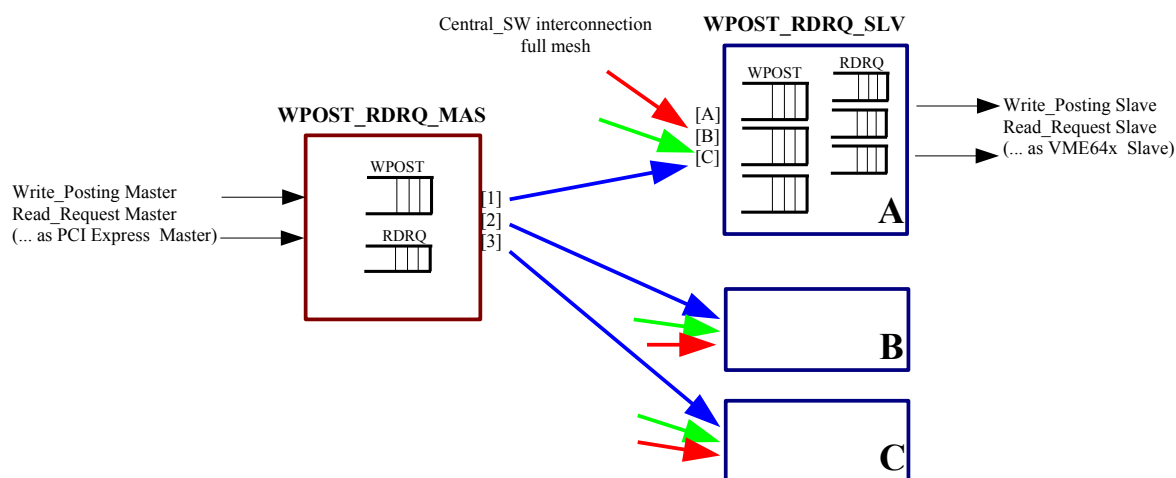 Central_SW interconnection
full mesh
WPOST_RDRQ_SLV
WPOST
RDRQ
[A]
[B]
[C]
A
Write_Posting Slave
Read_Request Slave
(... as VME64x  Slave)
WPOST_RDRQ_MAS
WPOST
RDRQ
[1]
[2]
[3]
Write_Posting Master
Read_Request Master
(... as PCI Express  Master)
B
C